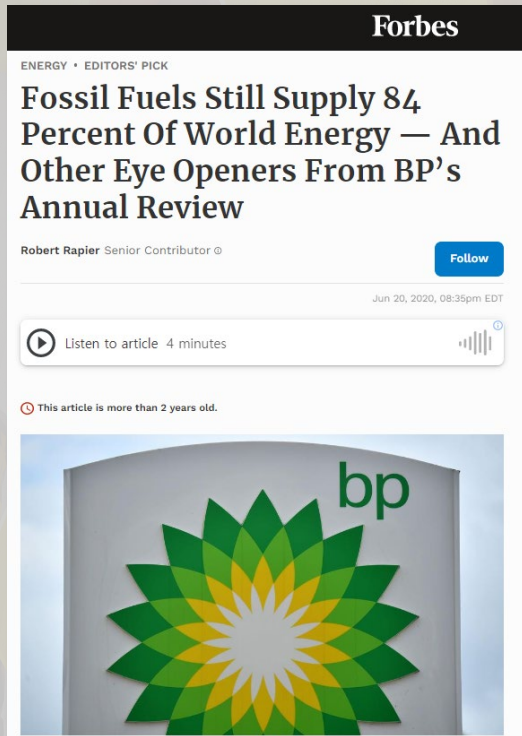 Forbes
ENERGY • EDITORS' PICK
Fossil Fuels Still Supply 84
Percent Of World Energy — And
Other Eye Openers From BP’s
Annual Review
Robert Rapier Senior Contributor
Follow
Jun 20, 2020, 08:35pm EDT
Listen to article 4 minutes
This article is more than 2 years old.
bp